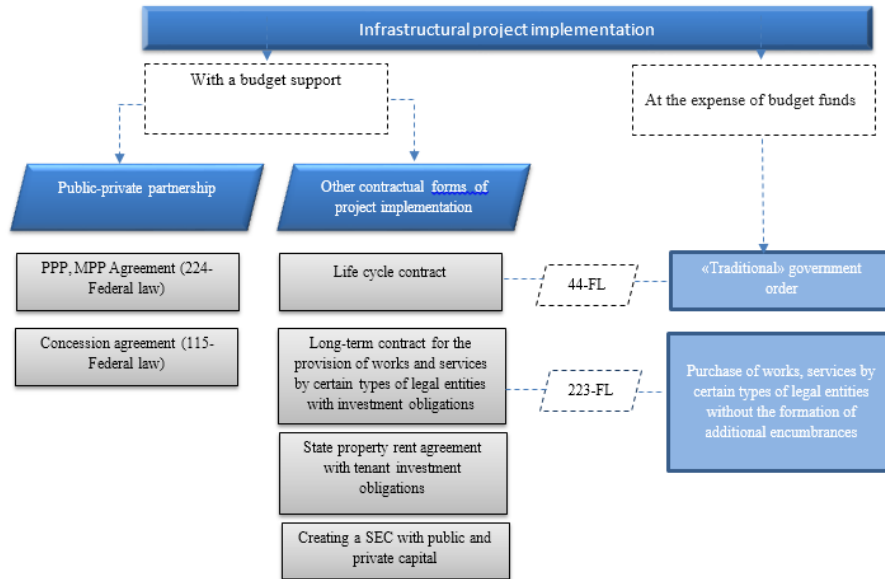 Infrastructural project implementation
With a budget support
At the expense of budget funds
Public-private partnership
Other contractual forms of
project implementation
PPP, MPP Agreement (224-
Federal law)
Life cycle contract
44-FL
«Traditional» government
order
Concession agreement (115-
Federal law)
Long-term contract for the
provision of works and services
by certain types of legal entities
with investment obligations
223-FL
Purchase of works, services by
certain types of legal entities
without the formation of
additional encumbrances
State property rent agreement
with tenant investment
obligations
Creating a SEC with public and
private capital